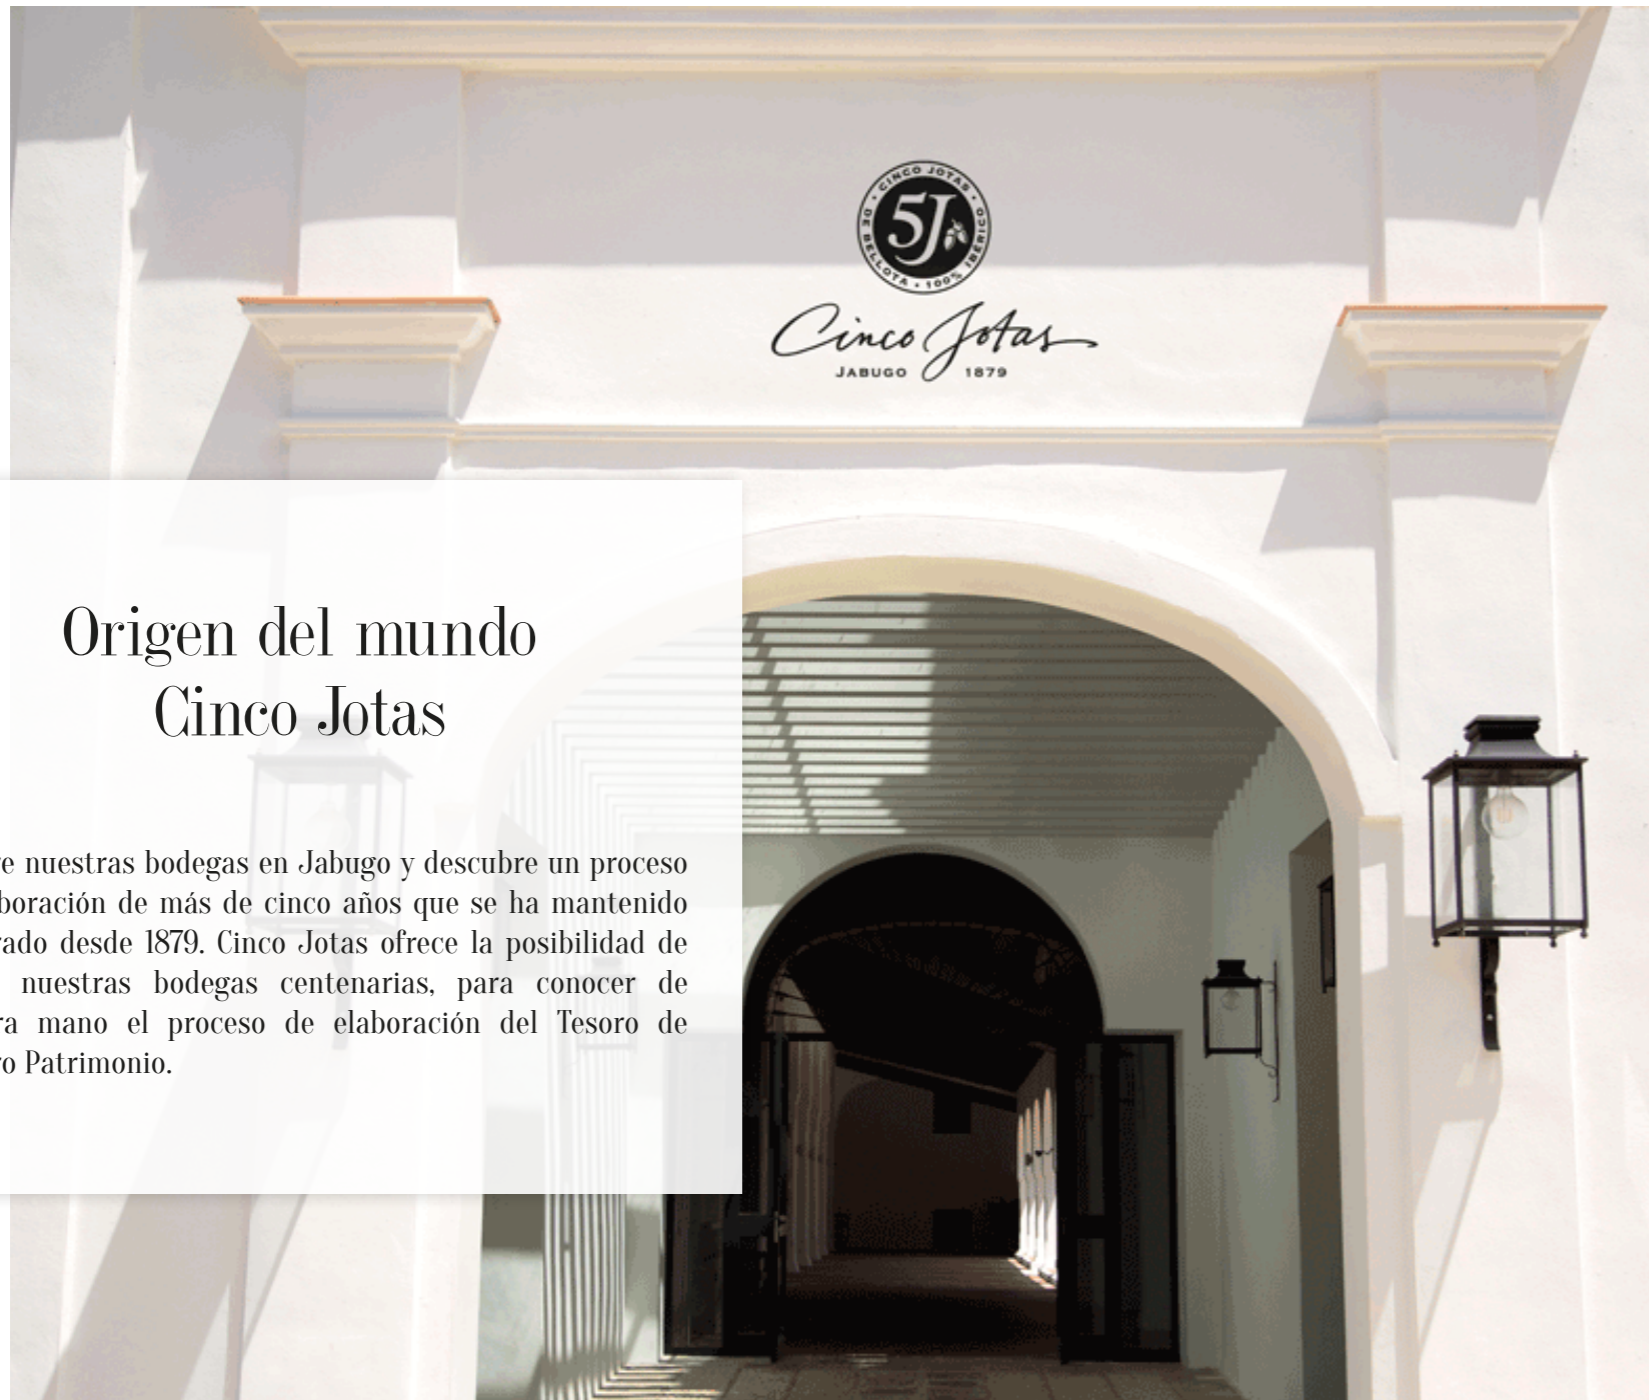 CINCO JOTAS
DE BELLOTA • 100% IBÉRICO
5J
Cinco Jotas
JABUGO 1879
Origen del mundo
Cinco Jotas
nuestras bodegas en Jabugo y descubre un proceso
de más de cinco años que se ha mantenido
desde 1879. Cinco Jotas ofrece la posibilidad de
nuestras bodegas centenarias, para conocer de
mano el proceso de elaboración del Tesoro de
Patrimonio.